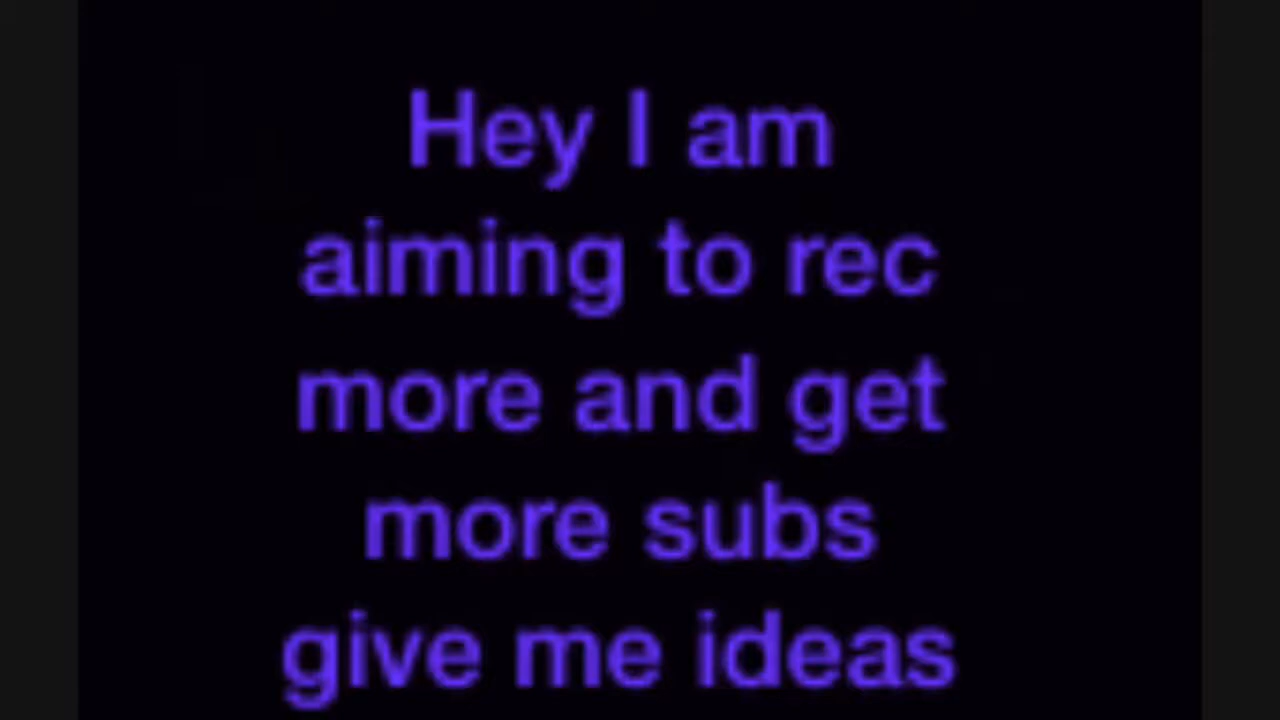 Hey I am
aiming to rec
more and get
more subs
give me ideas